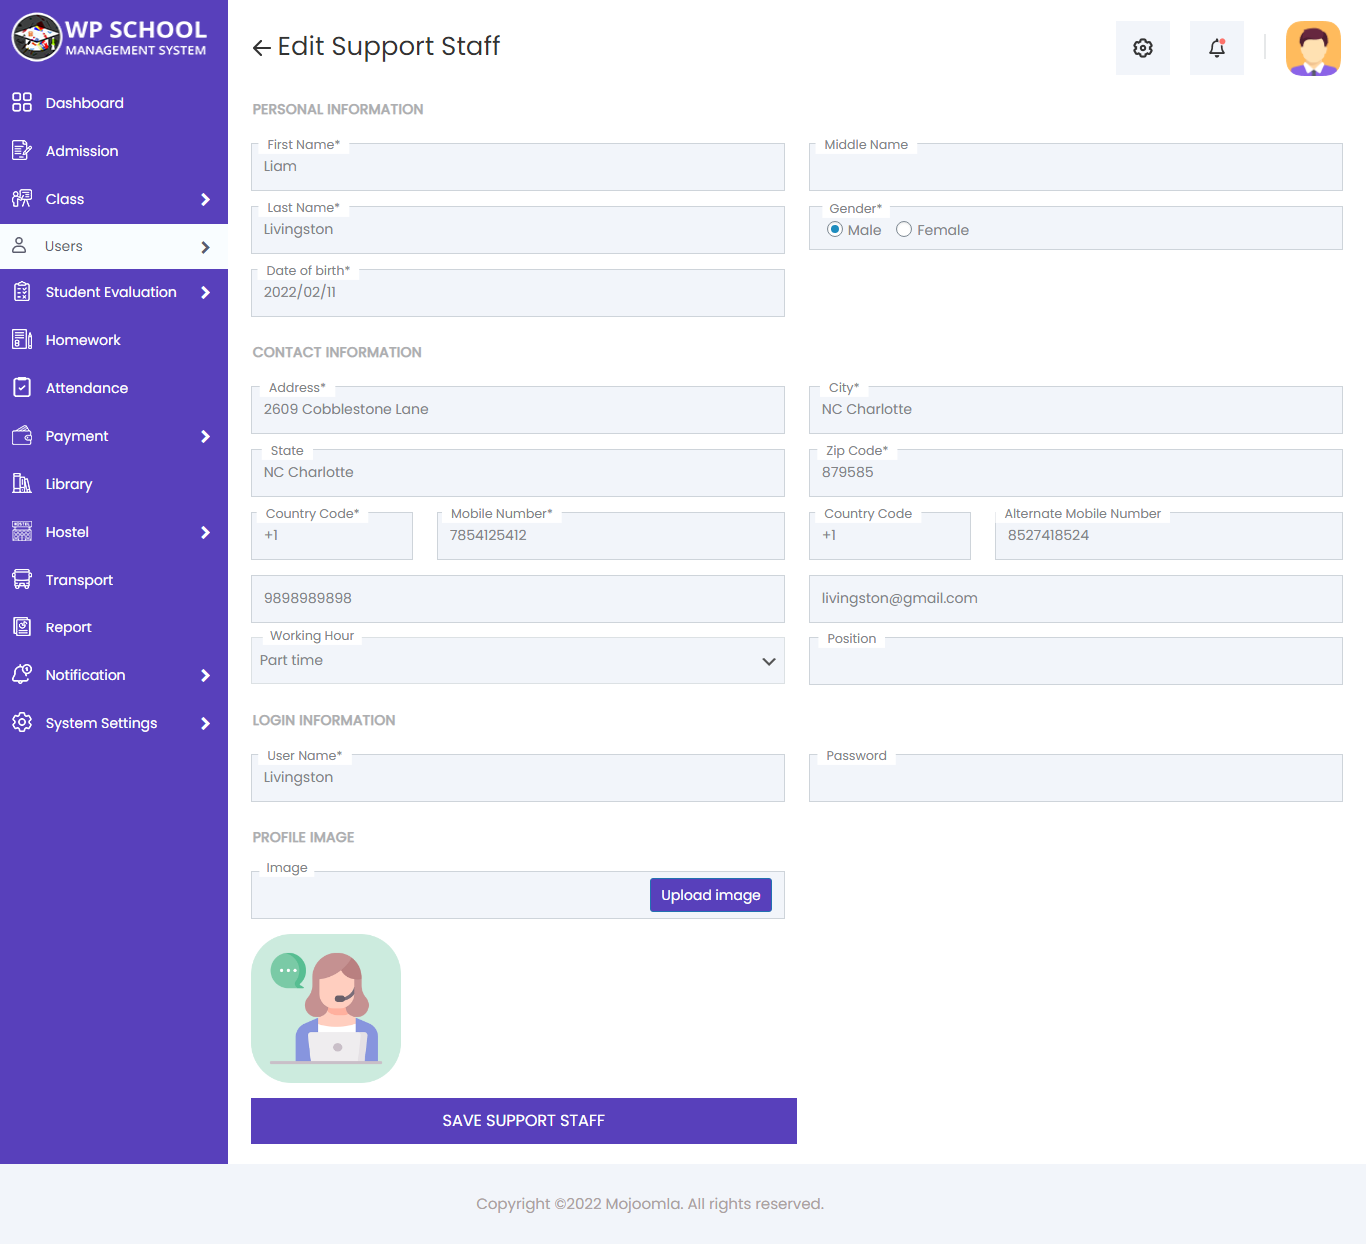 WP SCHOOL
MANAGEMENT SYSTEM
Dashboard
Admission
Class
Users
Student Evaluation
Homework
Attendance
Payment
Library
Hostel
Transport
Report
Notification
System Settings
Edit Support Staff
PERSONAL INFORMATION
First Name*
Liam
Middle Name
Last Name*
Livingston
Gender*
Male Female
Date of birth*
2022/02/11
CONTACT INFORMATION
Address*
2609 Cobblestone Lane
City*
NC Charlotte
State
NC Charlotte
Zip Code*
879585
Country Code*
+1
Mobile Number*
7854125412
Country Code
+1
Alternate Mobile Number
8527418524
9898989898
livingston@gmail.com
Working Hour
Part time
Position
LOGIN INFORMATION
User Name*
Livingston
Password
PROFILE IMAGE
Image
Upload image
SAVE SUPPORT STAFF
Copyright ©2022 Mojoomla. All rights reserved.